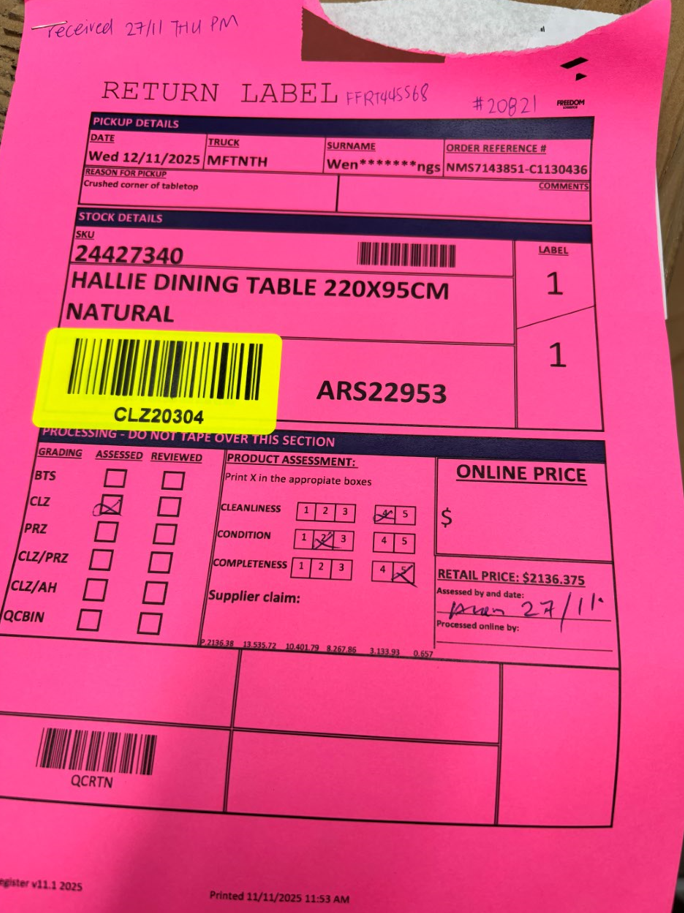 received 27/11 THU PM
RETURN LABEL FFRT445568 #20821
FREEDOM
PICKUP DETAILS
DATE TRUCK SURNAME ORDER REFERENCE #
Wed 12/11/2025 MFTNTH Wen*******ngs NMS7143851-C1130436
REASON FOR PICKUP COMMENTS
Crushed corner of tabletop
STOCK DETAILS
SKU LABEL
24427340
HALLIE DINING TABLE 220X95CM 1
NATURAL
1
ARS22953
CLZ20304
PROCESSING - DO NOT TAPE OVER THIS SECTION
GRADING ASSESSED REVIEWED PRODUCT ASSESSMENT: ONLINE PRICE
BTS Print X in the appropiate boxes
CLZ CLEANLINESS 1 2 3 4 5 $
PRZ CONDITION 1 2 3 4 5
CLZ/PRZ COMPLETENESS 1 2 3 4 5
RETAIL PRICE: $2136.375
CLZ/AH Supplier claim: Assessed by and date:
27/11
QCBIN Processed online by:
P.2136.38 13.535.72 10.401.79 8.267.86 3.133.93 0.657
QCRTN
egister v11.1 2025
Printed 11/11/2025 11:53 AM